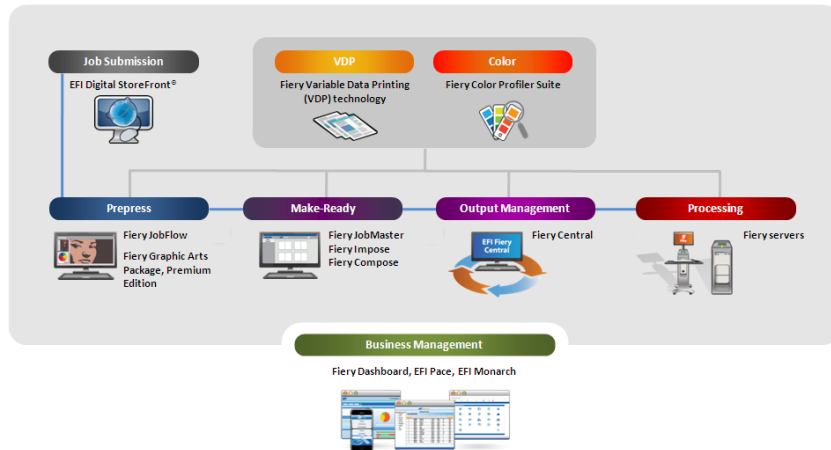 Job Submission
EFI Digital StoreFront®
VDP
Fiery Variable Data Printing
(VDP) technology
Color
Fiery Color Profiler Suite
Prepress
Fiery JobFlow
Fiery Graphic Arts
Package, Premium
Edition
Make-Ready
Fiery JobMaster
Fiery Impose
Fiery Compose
Output Management
EFI Fiery
Central
Fiery Central
Processing
Fiery servers
Business Management
Fiery Dashboard, EFI Pace, EFI Monarch